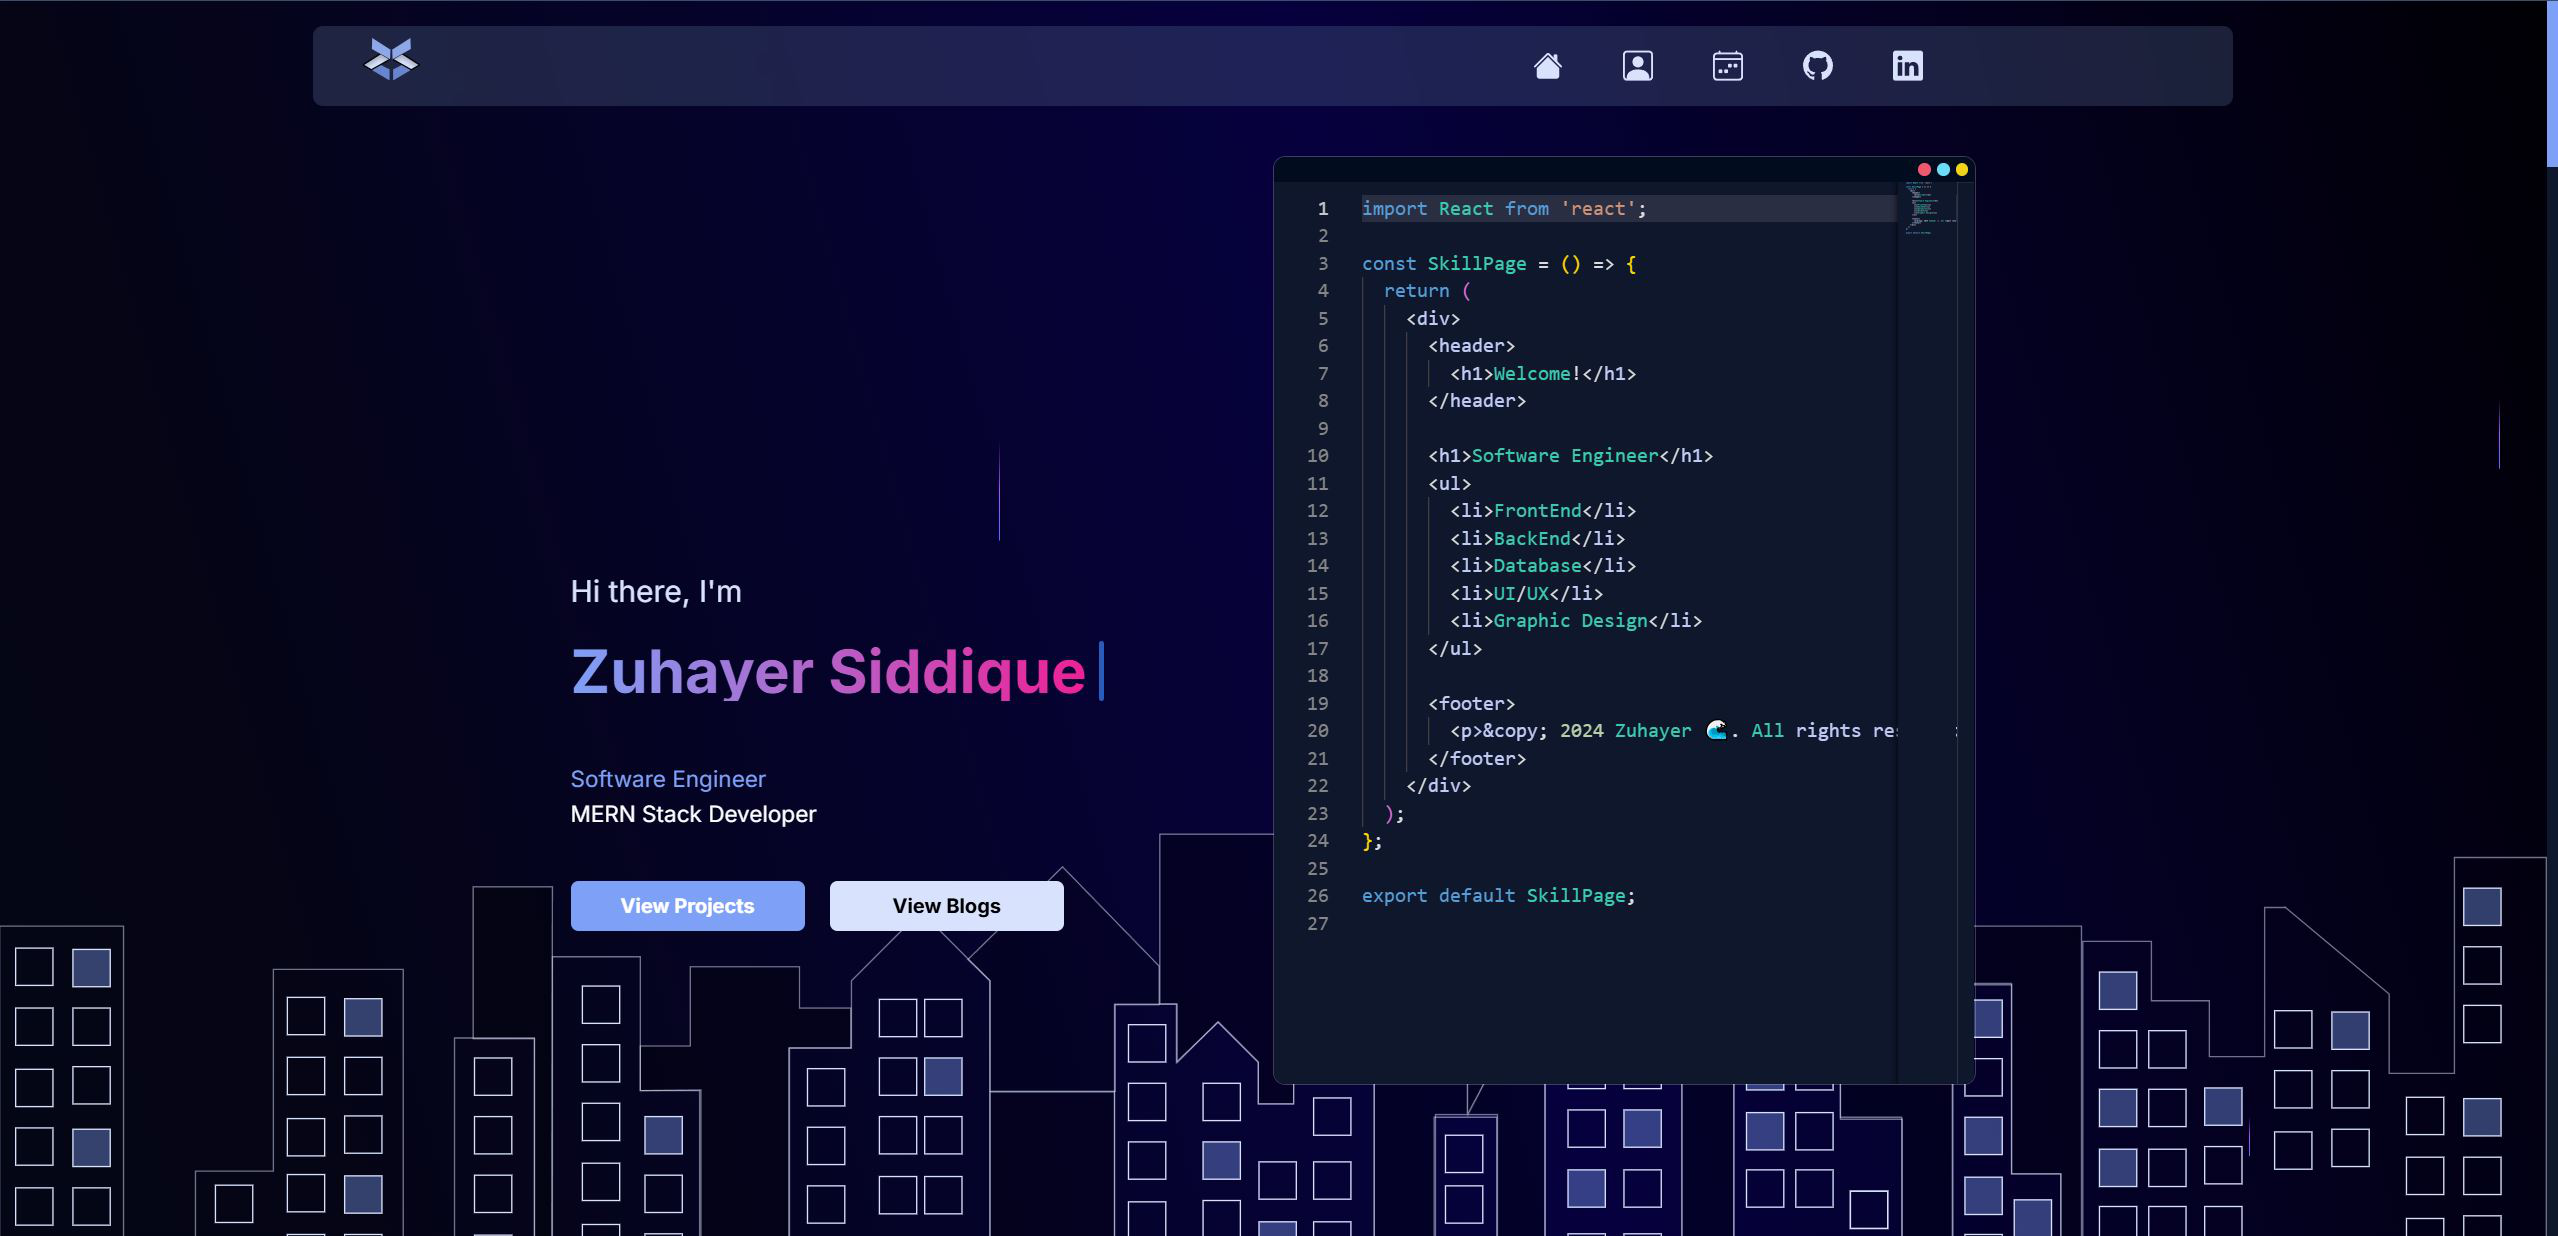 1 import React from 'react';
2
3 const SkillPage = () => {
4 return (
5 <div>
6 <header>
7 <h1>Welcome!</h1>
8 </header>
9
10 <h1>Software Engineer</h1>
11 <ul>
12 <li>FrontEnd</li>
13 <li>BackEnd</li>
14 <li>Database</li>
15 <li>UI/UX</li>
16 <li>Graphic Design</li>
17 </ul>
18
19 <footer>
20 <p>&copy; 2024 Zuhayer 🌊. All rights res
21 </footer>
22 </div>
23 );
24 };
25
26 export default SkillPage;
27
Hi there, I'm
Zuhayer Siddique
Software Engineer
MERN Stack Developer
View Projects
View Blogs